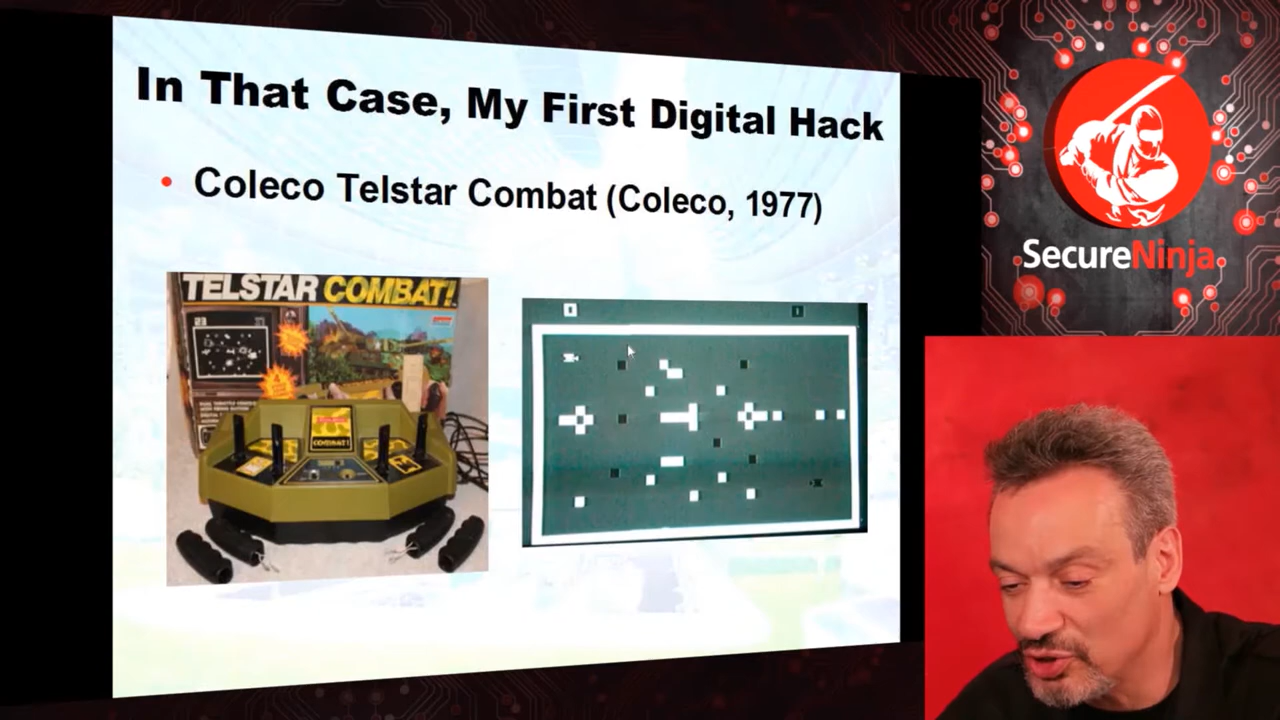 In That Case, My First Digital Hack
• Coleco Telstar Combat (Coleco, 1977)
TELSTAR COMBAT!
COMBAT!
SecureNinja